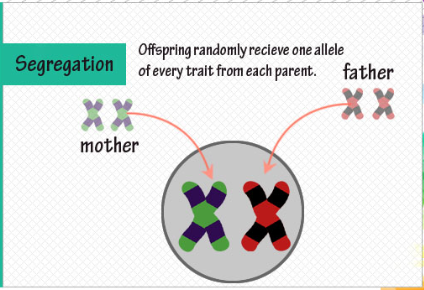 Segregation
Offspring randomly recieve one allele
of every trait from each parent.
father
mother